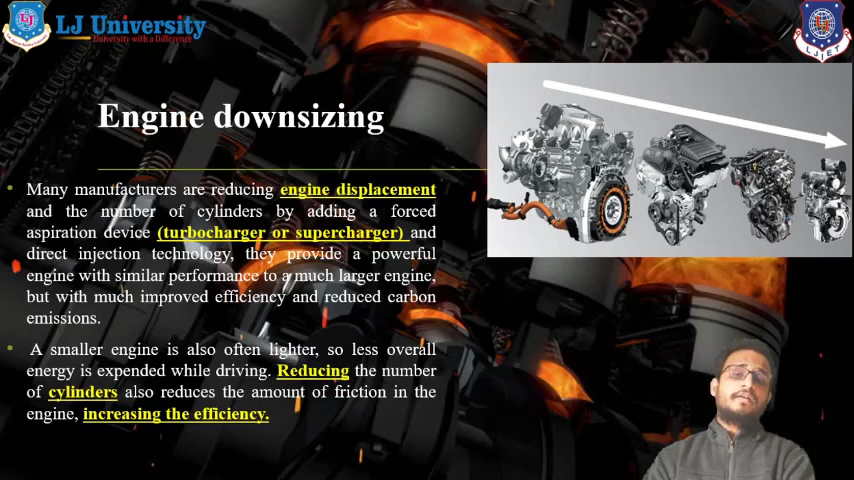 LJ University
University with a Difference
LJIET
Engine downsizing
Many manufacturers are reducing engine displacement
and the number of cylinders by adding a forced
aspiration device (turbocharger or supercharger) and
direct injection technology, they provide a powerful
engine with similar performance to a much larger engine,
but with much improved efficiency and reduced carbon
emissions.
A smaller engine is also often lighter, so less overall
energy is expended while driving. Reducing the number
of cylinders also reduces the amount of friction in the
engine, increasing the efficiency.